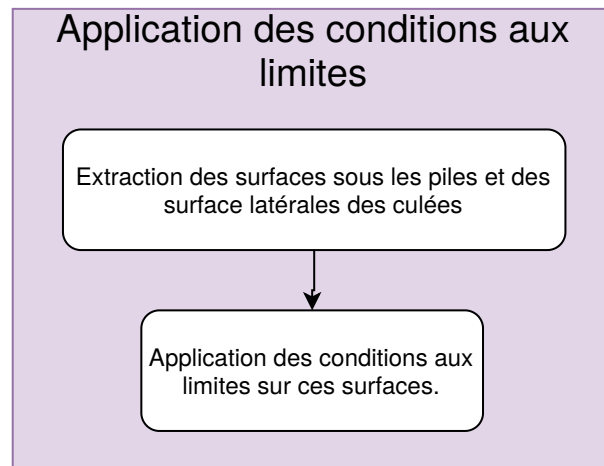 Application des conditions aux
limites
Extraction des surfaces sous les piles et des
surface latérales des culées
Application des conditions aux
limites sur ces surfaces.